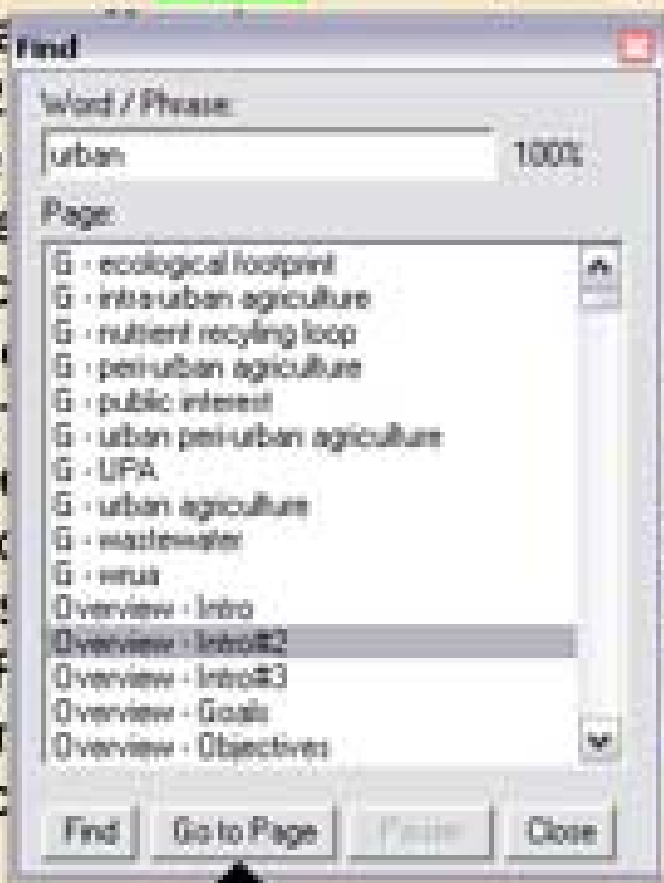 Find
Word / Phrase:
urban
100%
Page:
G - ecological footprint
G - intra-urban agriculture
G - nutrient recyling loop
G - peri-urban agriculture
G - public interest
G - urban peri-urban agriculture
G - UPA
G - urban agriculture
G - wastewater
G - wrua
Overview - Intro
Overview - Intro#2
Overview - Intro#3
Overview - Goals
Overview - Objectives
Find Go to Page Pause Close